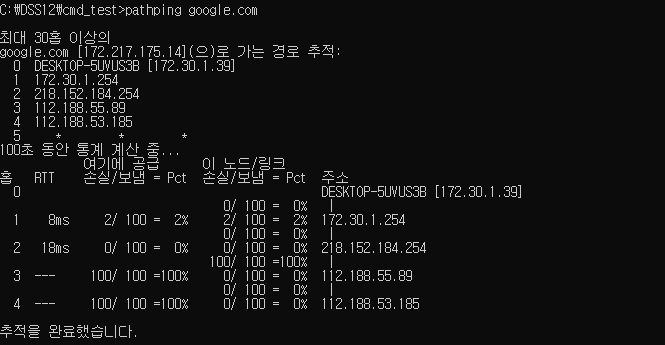 C:\DSS12\cmd_test>pathping google.com
최대 30홉 이상의
google.com [172.217.175.14](으)로 가는 경로 추적:
  0  DESKTOP-5UVUS3B [172.30.1.39]
  1  172.30.1.254
  2  218.152.184.254
  3  112.188.55.89
  4  112.188.53.185
  5     *        *        *
100초 동안 통계 계산 중...
            여기에 공급    이 노드/링크
홉  RTT    손실/보냄 = Pct  손실/보냄 = Pct  주소
  0                                           DESKTOP-5UVUS3B [172.30.1.39]
                                0/ 100 =  0%   |
  1    8ms     2/ 100 =  2%     2/ 100 =  2%  172.30.1.254
                                0/ 100 =  0%   |
  2   18ms     0/ 100 =  0%     0/ 100 =  0%  218.152.184.254
                              100/ 100 =100%   |
  3  ---     100/ 100 =100%     0/ 100 =  0%  112.188.55.89
                                0/ 100 =  0%   |
  4  ---     100/ 100 =100%     0/ 100 =  0%  112.188.53.185
추적을 완료했습니다.